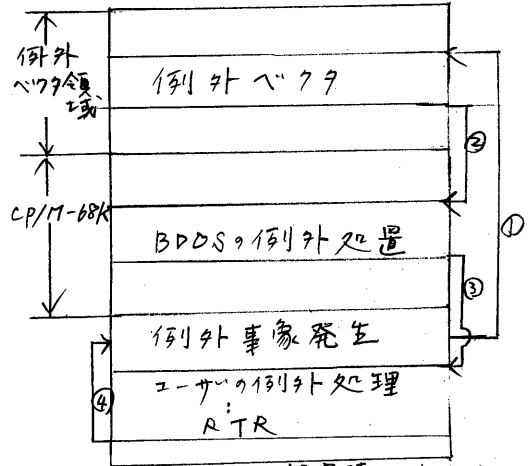 例外
ベクタ領
域
例外ベクタ
①
②
CP/M-68K
BDOSの例外処置
③
例外事象発生
ユーザの例外処理
:
RTR
④